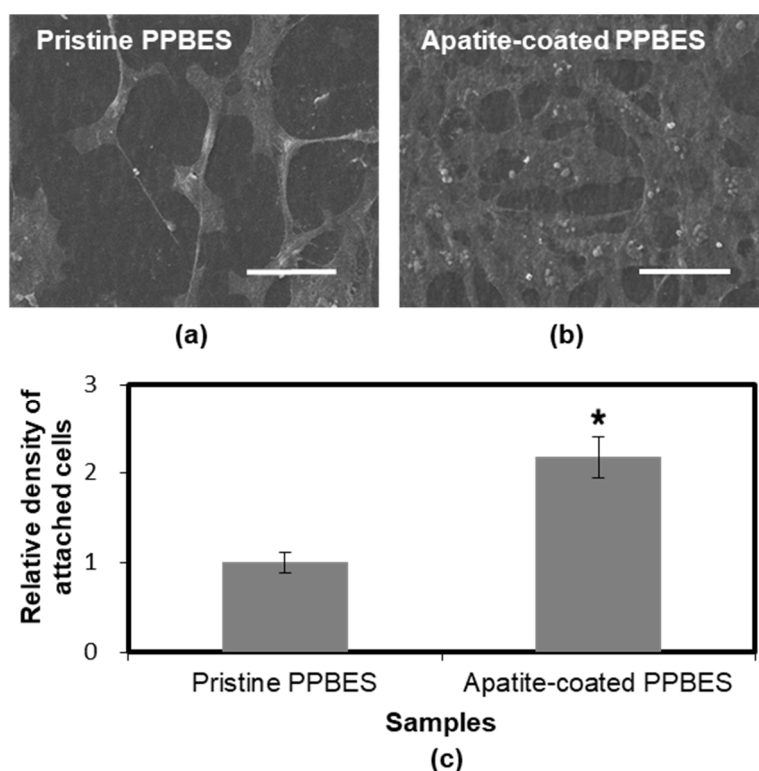 Pristine PPBES
Apatite-coated PPBES
(a)
(b)
Relative density of
attached cells
3
2
1
0
*
Pristine PPBES
Apatite-coated PPBES
Samples
(c)